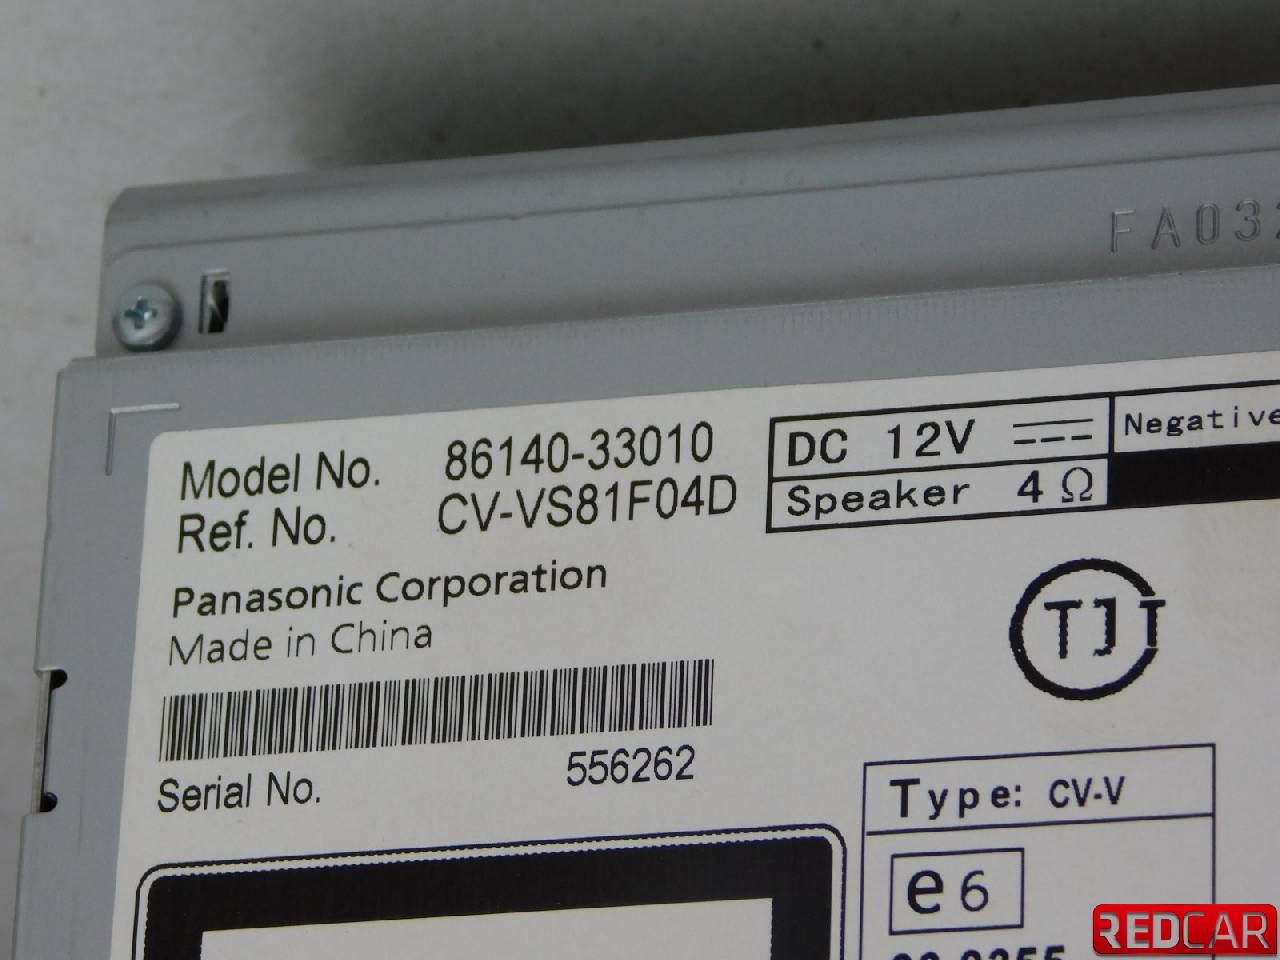 FA032
Model No. 86140-33010
Ref. No. CV-VS81F04D
Panasonic Corporation
Made in China
Serial No. 556262
DC 12V
Negative
Speaker 4 Ω
TJT
Type: CV-V
e6
REDCAR